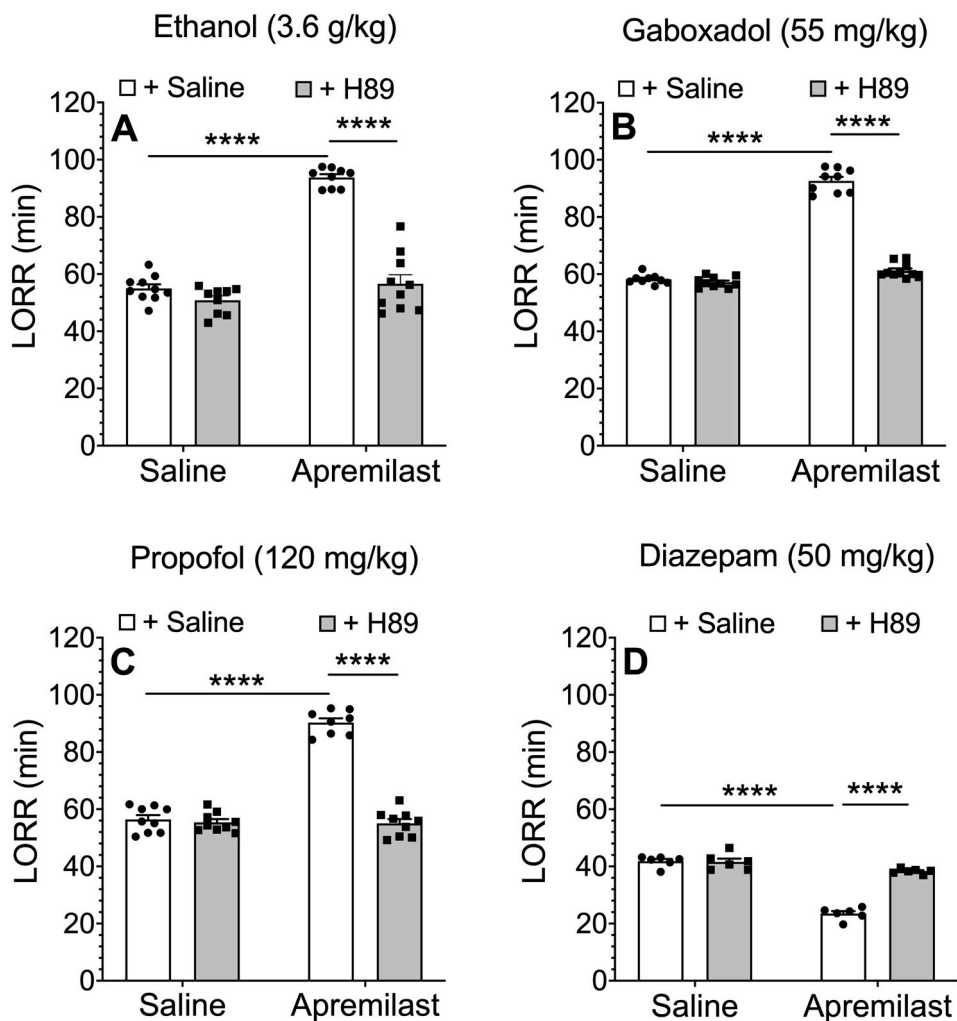 Ethanol (3.6 g/kg)
+ Saline + H89
A
**** ****
LORR (min)
120
100
80
60
40
20
0
Saline Apremilast
Gaboxadol (55 mg/kg)
+ Saline + H89
B
**** ****
LORR (min)
120
100
80
60
40
20
0
Saline Apremilast
Propofol (120 mg/kg)
+ Saline + H89
C
**** ****
LORR (min)
120
100
80
60
40
20
0
Saline Apremilast
Diazepam (50 mg/kg)
+ Saline + H89
D
**** ****
LORR (min)
120
100
80
60
40
20
0
Saline Apremilast